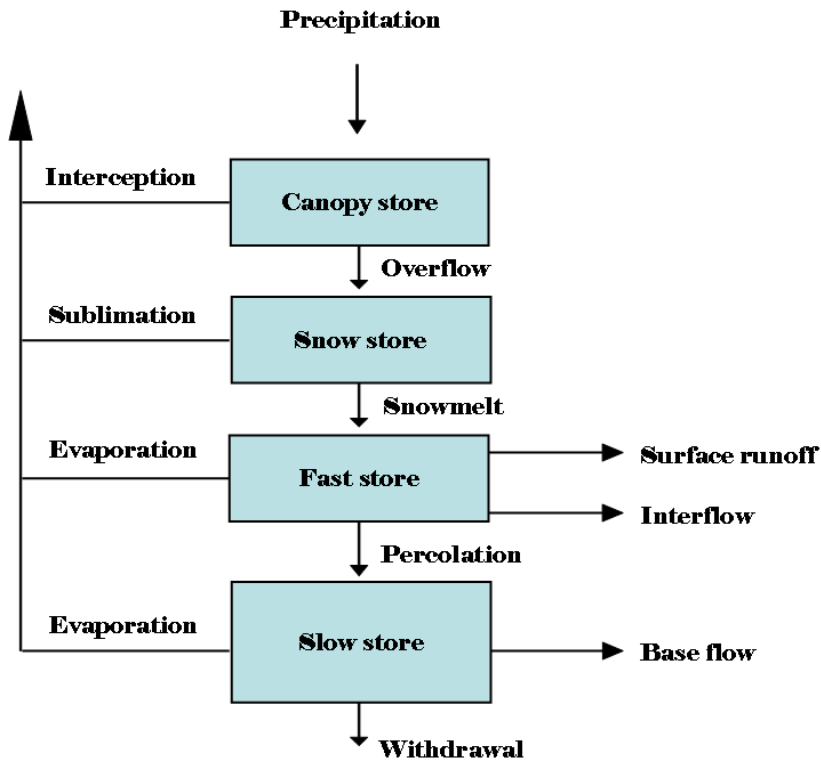 Precipitation
Interception
Canopy store
Overflow
Sublimation
Snow store
Snowmelt
Evaporation
Fast store
Surface runoff
Interflow
Percolation
Evaporation
Slow store
Base flow
Withdrawal